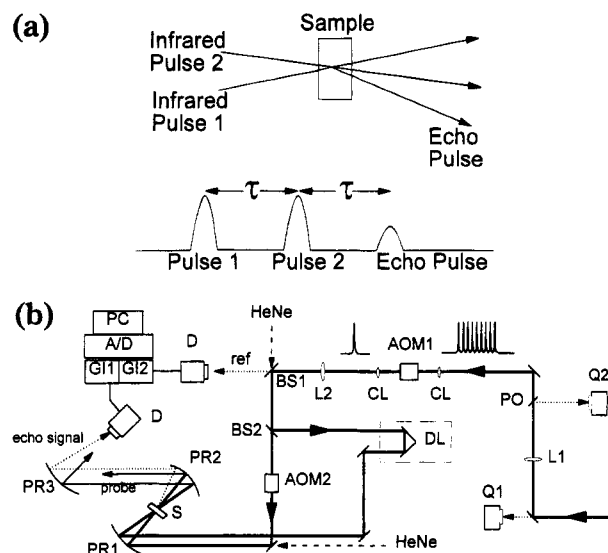 (a)
Sample
Infrared
Pulse 2
Infrared
Pulse 1
Echo
Pulse
τ τ
Pulse 1 Pulse 2 Echo Pulse
(b)
HeNe
PC
A/D
GI1 GI2
D
ref
BS1
L2
CL
AOM1
CL
PO
Q2
D
echo signal
BS2
DL
L1
PR2
probe
PR3
S
AOM2
Q1
PR1
HeNe